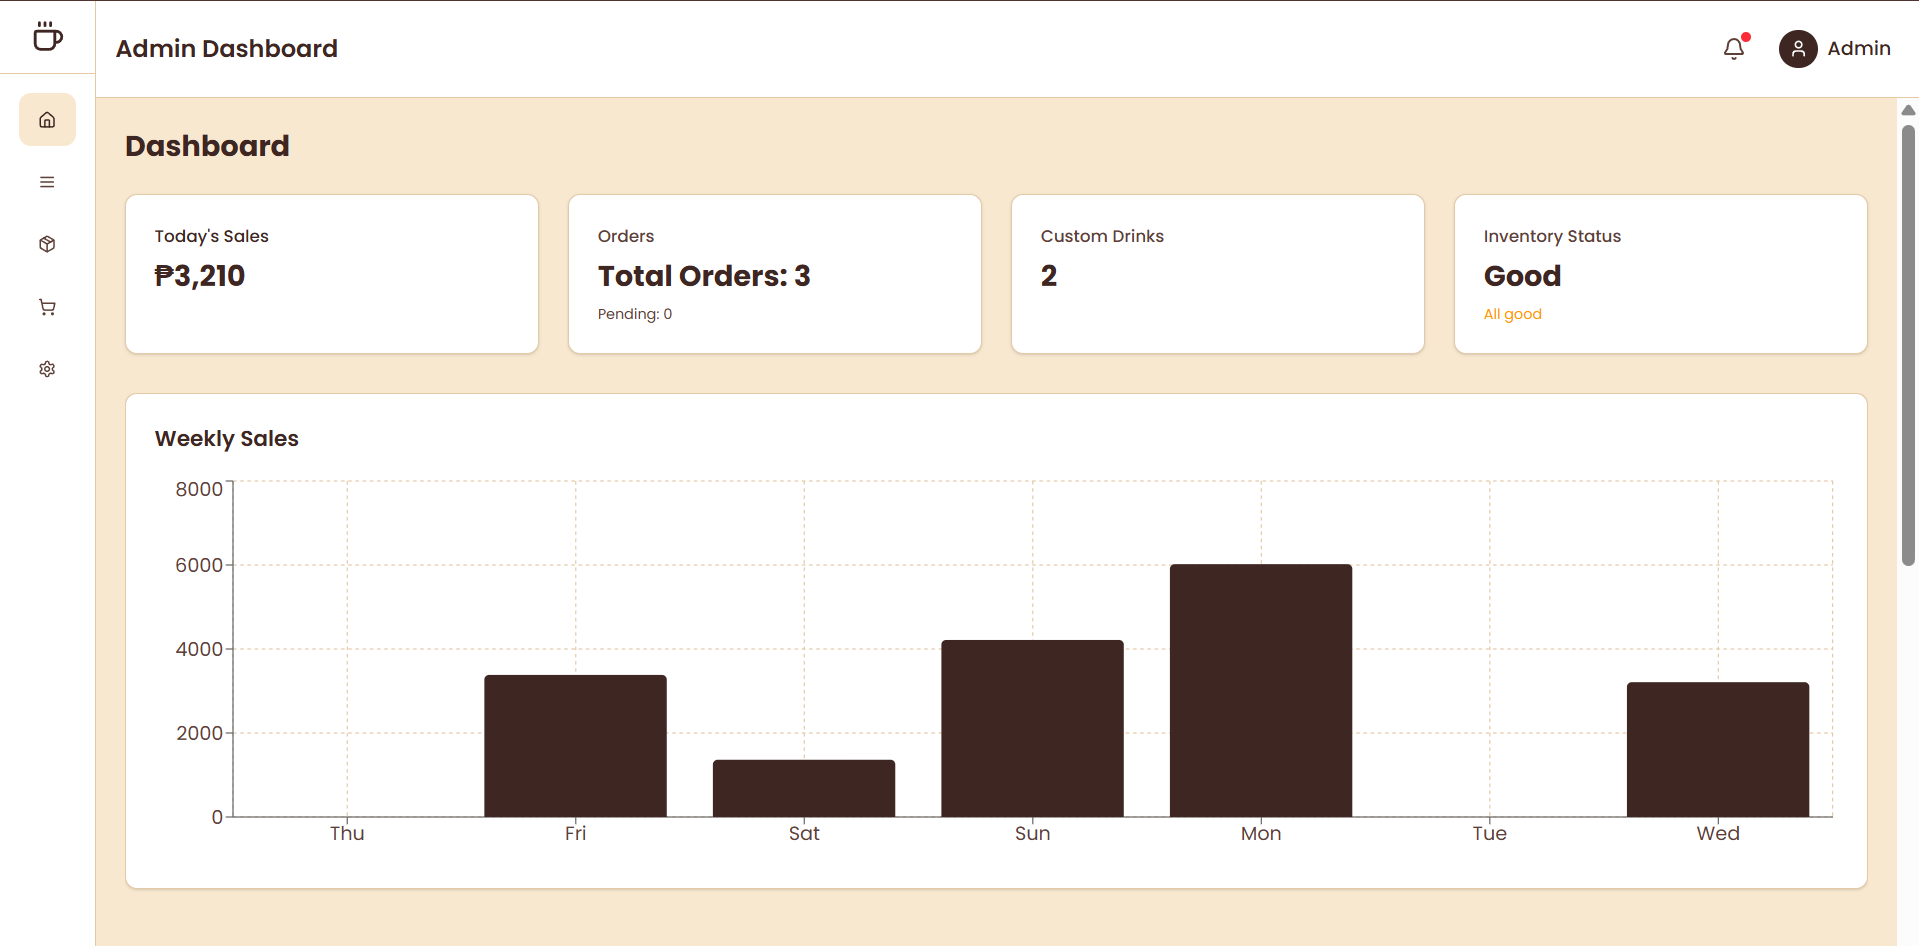 Admin Dashboard
Admin
Dashboard
Today's Sales
₱3,210
Orders
Total Orders: 3
Pending: 0
Custom Drinks
2
Inventory Status
Good
All good
Weekly Sales
8000
6000
4000
2000
0
Thu Fri Sat Sun Mon Tue Wed